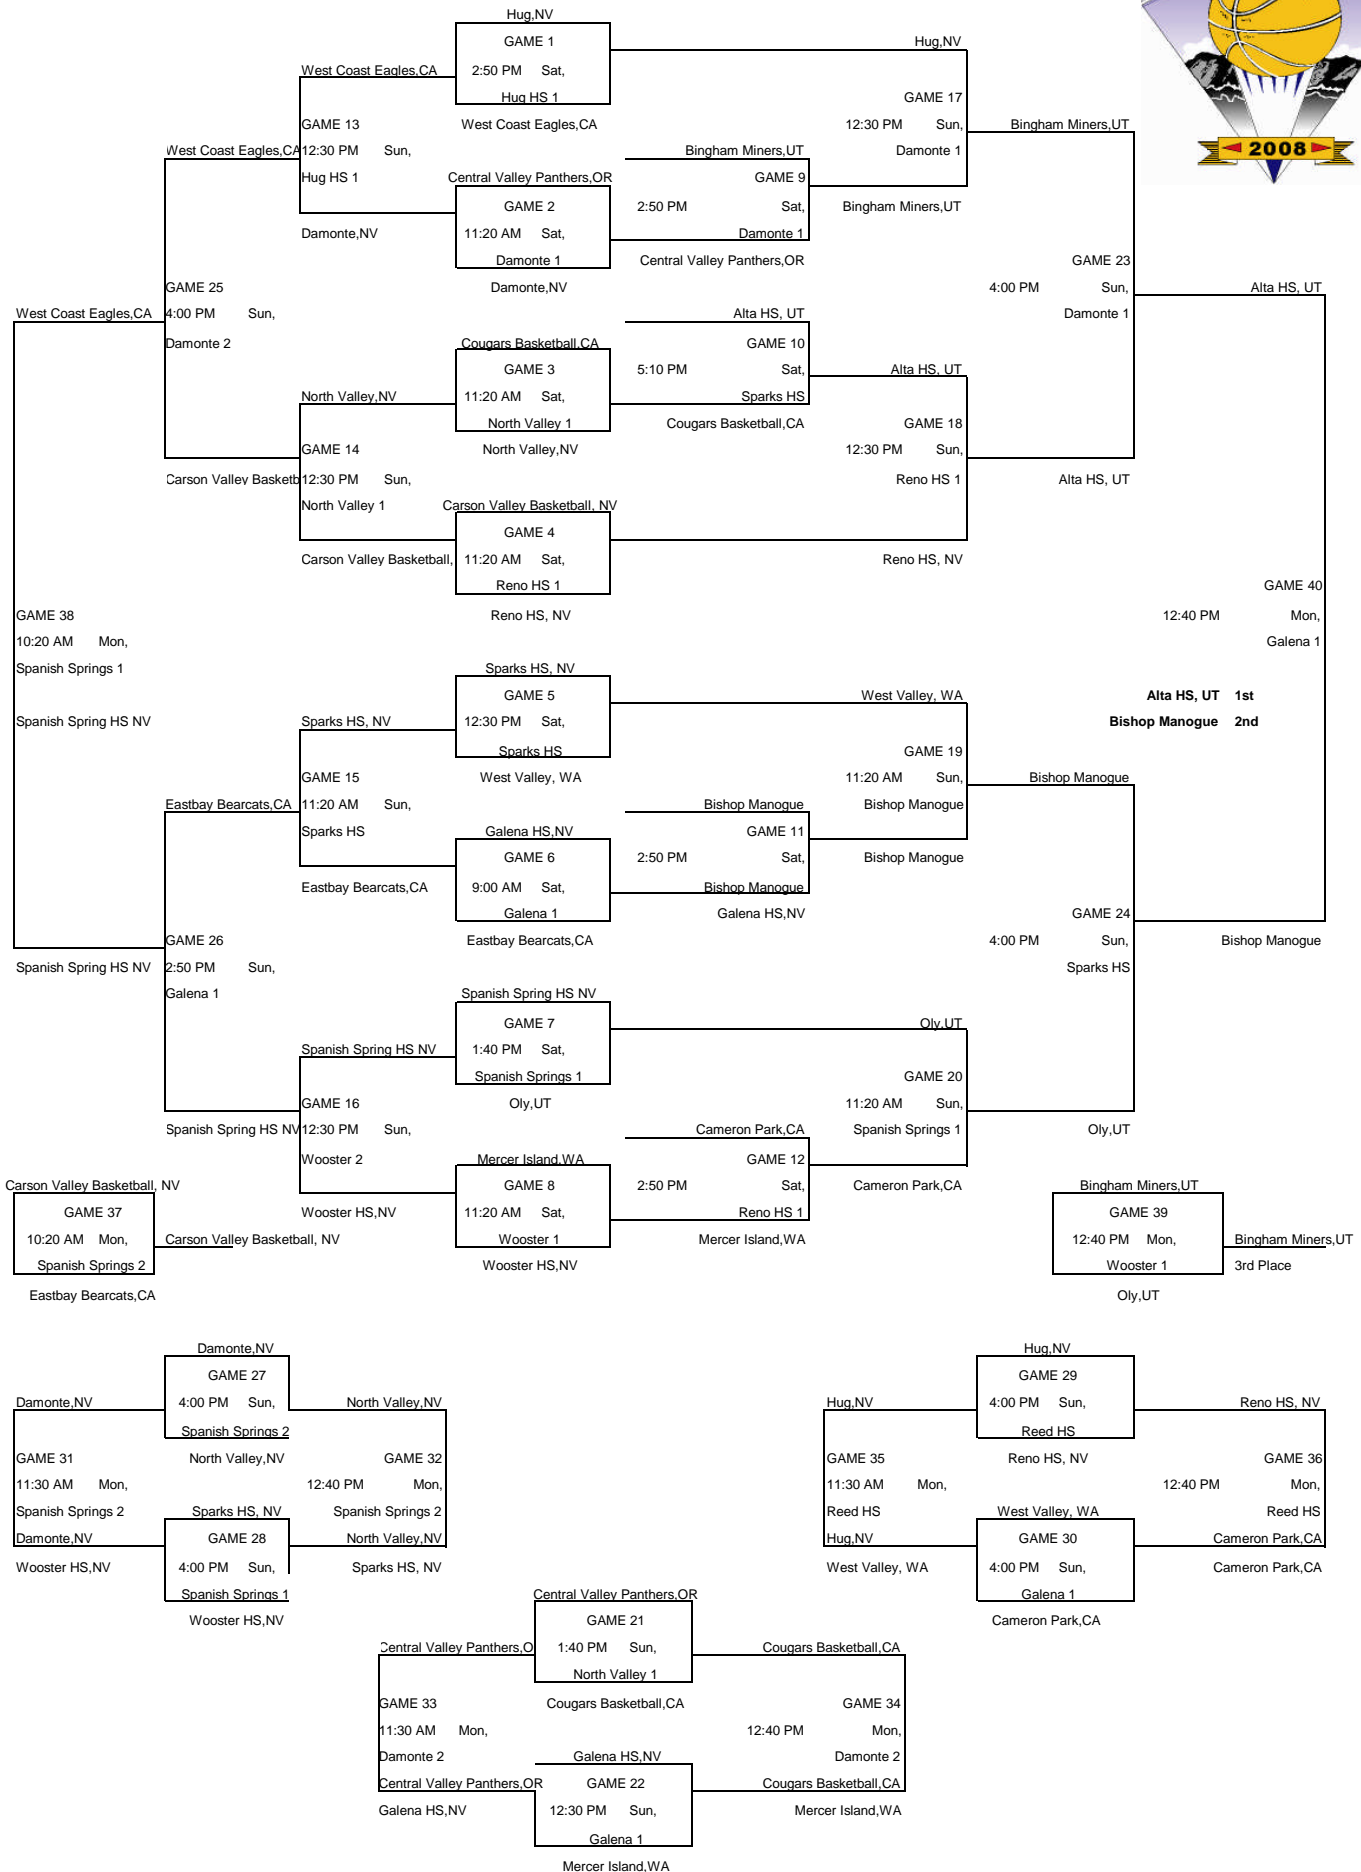 Hug,NV
GAME 1
Hug,NV
West Coast Eagles,CA
2:50 PM Sat,
Hug HS 1
GAME 17
GAME 13
West Coast Eagles,CA
12:30 PM Sun,
Bingham Miners,UT
2008
West Coast Eagles,CA
12:30 PM Sun,
Bingham Miners,UT
Damonte 1
Hug HS 1
Central Valley Panthers,OR
GAME 9
GAME 2
2:50 PM Sat,
Bingham Miners,UT
Damonte,NV
11:20 AM Sat,
Damonte 1
Damonte 1
Central Valley Panthers,OR
GAME 23
GAME 25
Damonte,NV
4:00 PM Sun,
Alta HS, UT
West Coast Eagles,CA
4:00 PM Sun,
Alta HS, UT
Damonte 1
Damonte 2
Cougars Basketball,CA
GAME 10
GAME 3
5:10 PM Sat,
Alta HS, UT
North Valley,NV
11:20 AM Sat,
Sparks HS
North Valley 1
Cougars Basketball,CA
GAME 18
GAME 14
North Valley,NV
12:30 PM Sun,
Carson Valley Basketb
12:30 PM Sun,
Reno HS 1
Alta HS, UT
North Valley 1
Carson Valley Basketball, NV
GAME 4
Carson Valley Basketball,
11:20 AM Sat,
Reno HS, NV
Reno HS 1
GAME 40
GAME 38
Reno HS, NV
12:40 PM Mon,
10:20 AM Mon,
Galena 1
Spanish Springs 1
Sparks HS, NV
GAME 5
West Valley, WA
Alta HS, UT 1st
Spanish Spring HS NV
Sparks HS, NV
12:30 PM Sat,
Bishop Manogue 2nd
Sparks HS
GAME 19
GAME 15
West Valley, WA
11:20 AM Sun,
Bishop Manogue
Eastbay Bearcats,CA
11:20 AM Sun,
Bishop Manogue
Bishop Manogue
Sparks HS
Galena HS,NV
GAME 11
GAME 6
2:50 PM Sat,
Bishop Manogue
Eastbay Bearcats,CA
9:00 AM Sat,
Bishop Manogue
Galena 1
Galena HS,NV
GAME 24
GAME 26
Eastbay Bearcats,CA
4:00 PM Sun,
Bishop Manogue
Spanish Spring HS NV
2:50 PM Sun,
Sparks HS
Galena 1
Spanish Spring HS NV
GAME 7
Oly,UT
Spanish Spring HS NV
1:40 PM Sat,
Spanish Springs 1
GAME 20
GAME 16
Oly,UT
11:20 AM Sun,
Spanish Spring HS NV
12:30 PM Sun,
Cameron Park,CA
Spanish Springs 1
Oly,UT
Wooster 2
Mercer Island,WA
GAME 12
Carson Valley Basketball, NV
GAME 8
2:50 PM Sat,
Cameron Park,CA
Bingham Miners,UT
GAME 37
Wooster HS,NV
11:20 AM Sat,
Reno HS 1
GAME 39
10:20 AM Mon,
Carson Valley Basketball, NV
Wooster 1
Mercer Island,WA
12:40 PM Mon,
Bingham Miners,UT
Spanish Springs 2
Wooster HS,NV
Wooster 1
3rd Place
Eastbay Bearcats,CA
Oly,UT
Damonte,NV
Hug,NV
GAME 27
GAME 29
Damonte,NV
4:00 PM Sun,
North Valley,NV
Hug,NV
4:00 PM Sun,
Reno HS, NV
Spanish Springs 2
Reed HS
GAME 31
North Valley,NV
GAME 32
GAME 35
Reno HS, NV
GAME 36
11:30 AM Mon,
12:40 PM Mon,
11:30 AM Mon,
12:40 PM Mon,
Spanish Springs 2
Sparks HS, NV
Spanish Springs 2
Reed HS
West Valley, WA
Reed HS
Damonte,NV
GAME 28
North Valley,NV
Hug,NV
GAME 30
Cameron Park,CA
Wooster HS,NV
4:00 PM Sun,
Sparks HS, NV
West Valley, WA
4:00 PM Sun,
Cameron Park,CA
Spanish Springs 1
Central Valley Panthers,OR
Galena 1
Wooster HS,NV
GAME 21
Cameron Park,CA
Central Valley Panthers,O
1:40 PM Sun,
Cougars Basketball,CA
North Valley 1
GAME 33
Cougars Basketball,CA
GAME 34
11:30 AM Mon,
12:40 PM Mon,
Damonte 2
Galena HS,NV
Damonte 2
Central Valley Panthers,OR
GAME 22
Cougars Basketball,CA
Galena HS,NV
12:30 PM Sun,
Mercer Island,WA
Galena 1
Mercer Island,WA